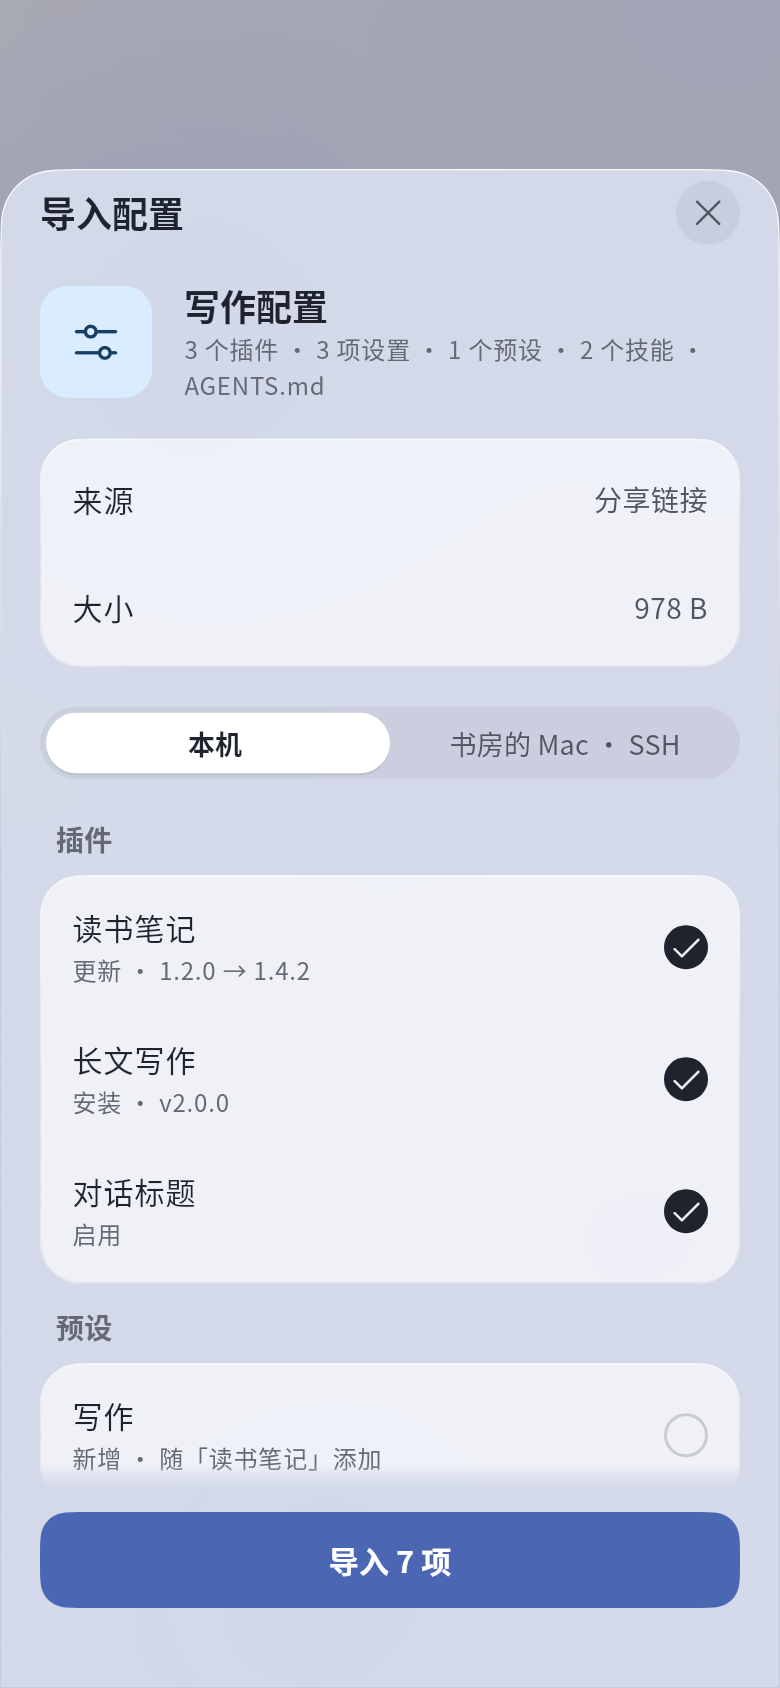 导入配置
写作配置
3 个插件 · 3 项设置 · 1 个预设 · 2 个技能 ·
AGENTS.md
来源 分享链接
大小 978 B
本机 书房的 Mac · SSH
插件
读书笔记
更新 · 1.2.0 → 1.4.2
长文写作
安装 · v2.0.0
对话标题
启用
预设
写作
新增 · 随「读书笔记」添加
导入 7 项